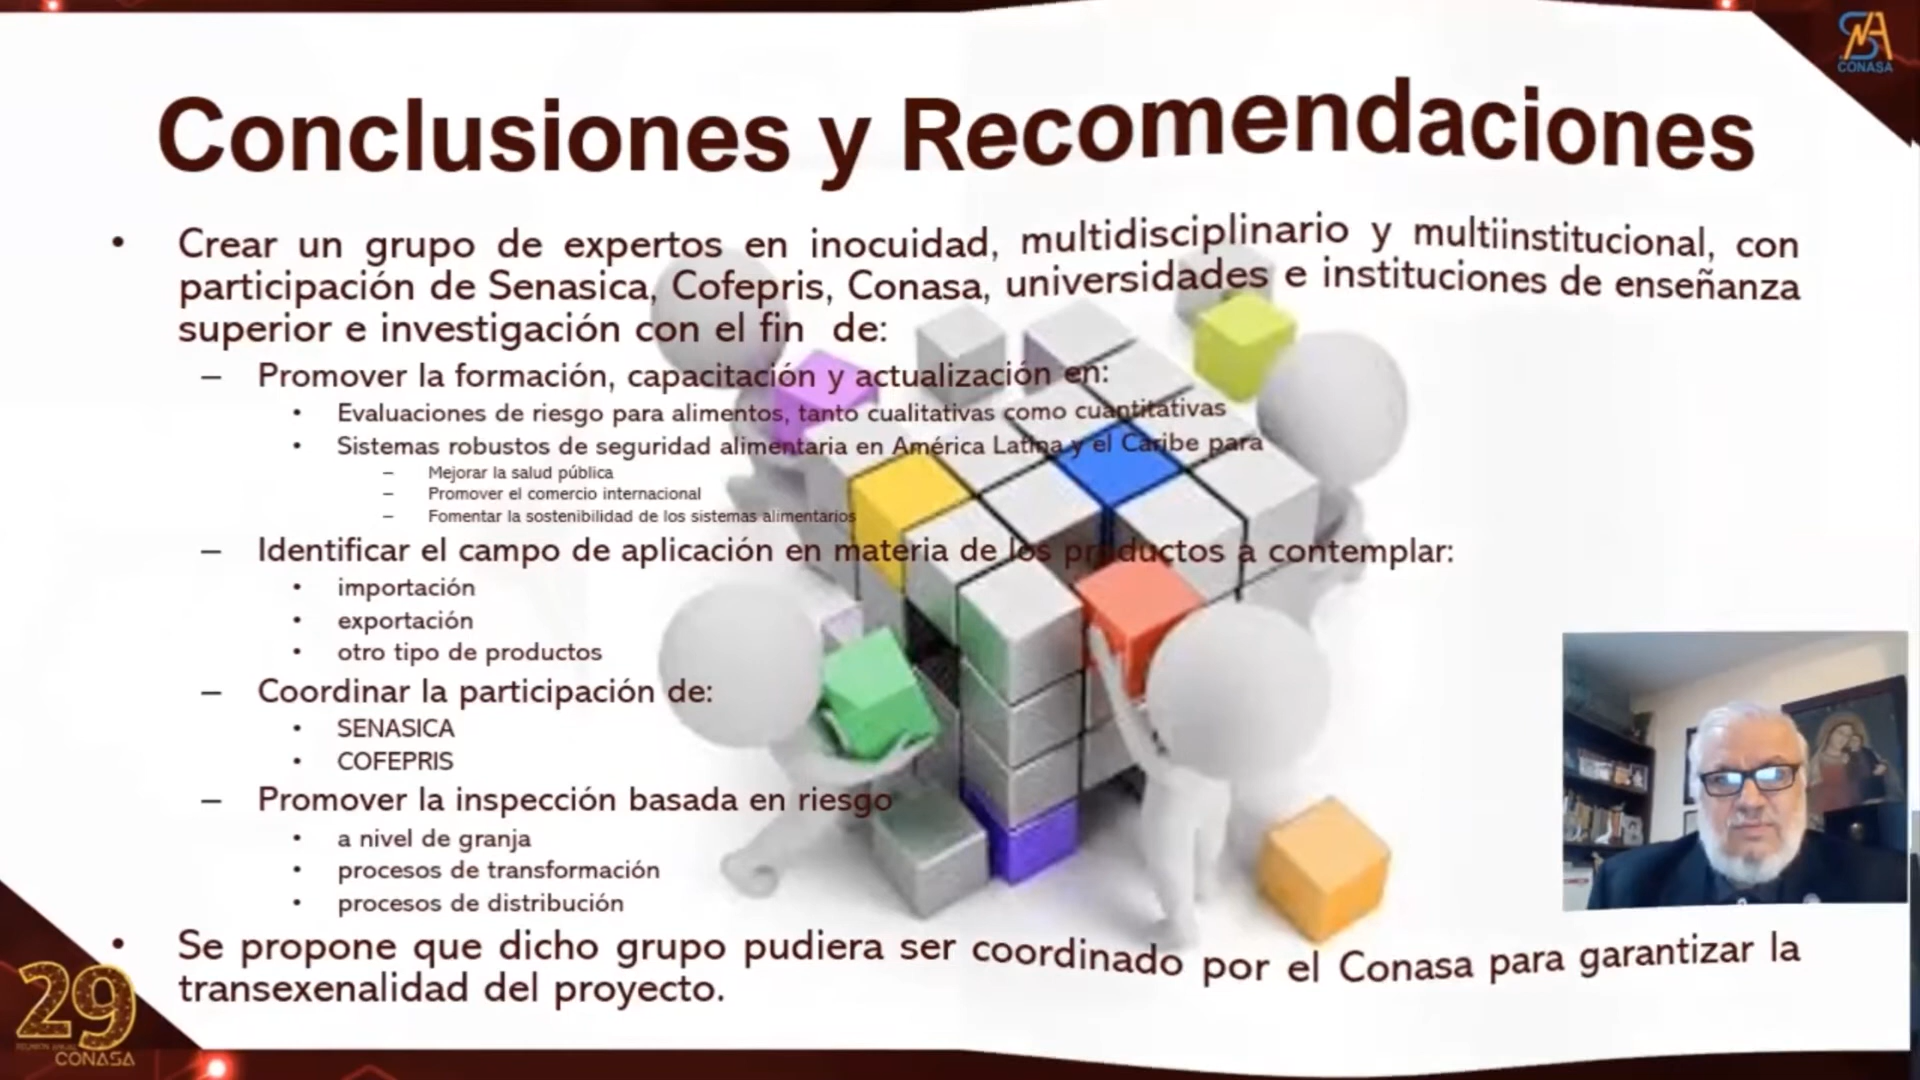 CONASA
Conclusiones y Recomendaciones
• Crear un grupo de expertos en inocuidad, multidisciplinario y multiinstitucional, con
participación de Senasica, Cofepris, Conasa, universidades e instituciones de enseñanza
superior e investigación con el fin de:
– Promover la formación, capacitación y actualización en:
• Evaluaciones de riesgo para alimentos, tanto cualitativas como cuantitativas
• Sistemas robustos de seguridad alimentaria en América Latina y el Caribe para
– Mejorar la salud pública
– Promover el comercio internacional
– Fomentar la sostenibilidad de los sistemas alimentarios
– Identificar el campo de aplicación en materia de los productos a contemplar:
• importación
• exportación
• otro tipo de productos
– Coordinar la participación de:
• SENASICA
• COFEPRIS
– Promover la inspección basada en riesgo
• a nivel de granja
• procesos de transformación
• procesos de distribución
• Se propone que dicho grupo pudiera ser coordinado por el Conasa para garantizar la
transexenalidad del proyecto.
29
CONASA